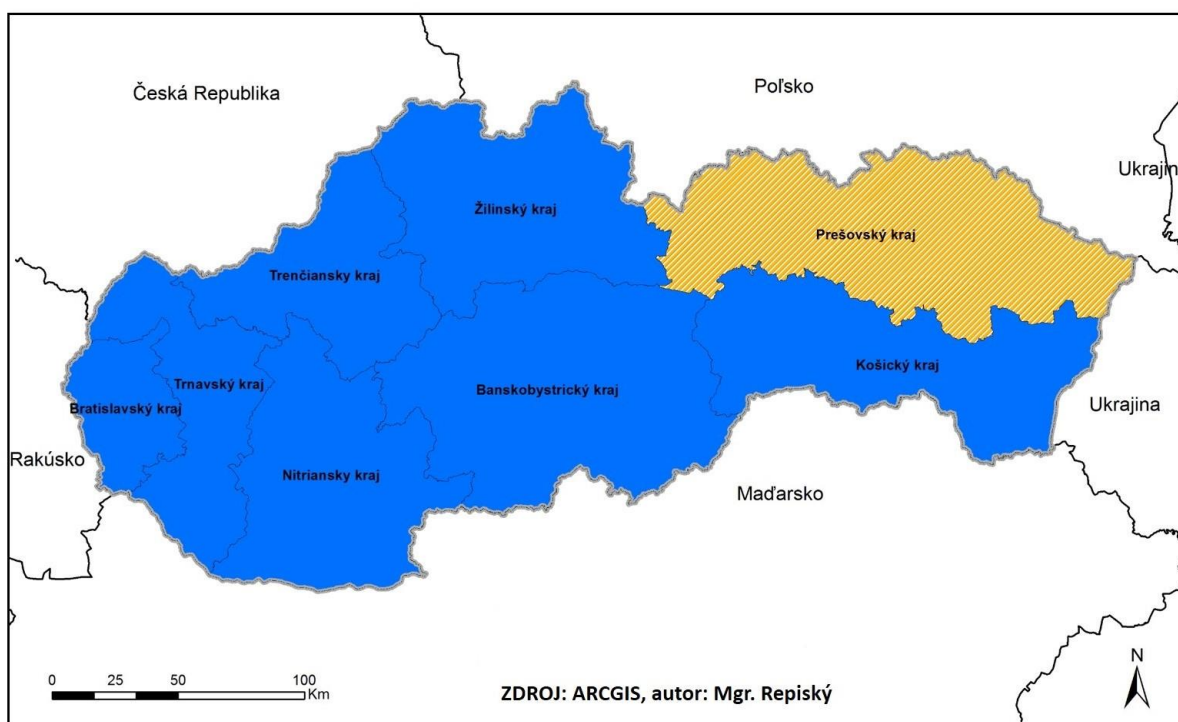 Česká Republika
Poľsko
Ukrajin
Žilinský kraj
Prešovský kraj
Trenčiansky kraj
Košický kraj
Trnavský kraj
Banskobystrický kraj
Bratislavský kraj
Ukrajina
Rakúsko
Nitriansky kraj
Maďarsko
N
0 25 50 100
Km
ZDROJ: ARCGIS, autor: Mgr. Repiský